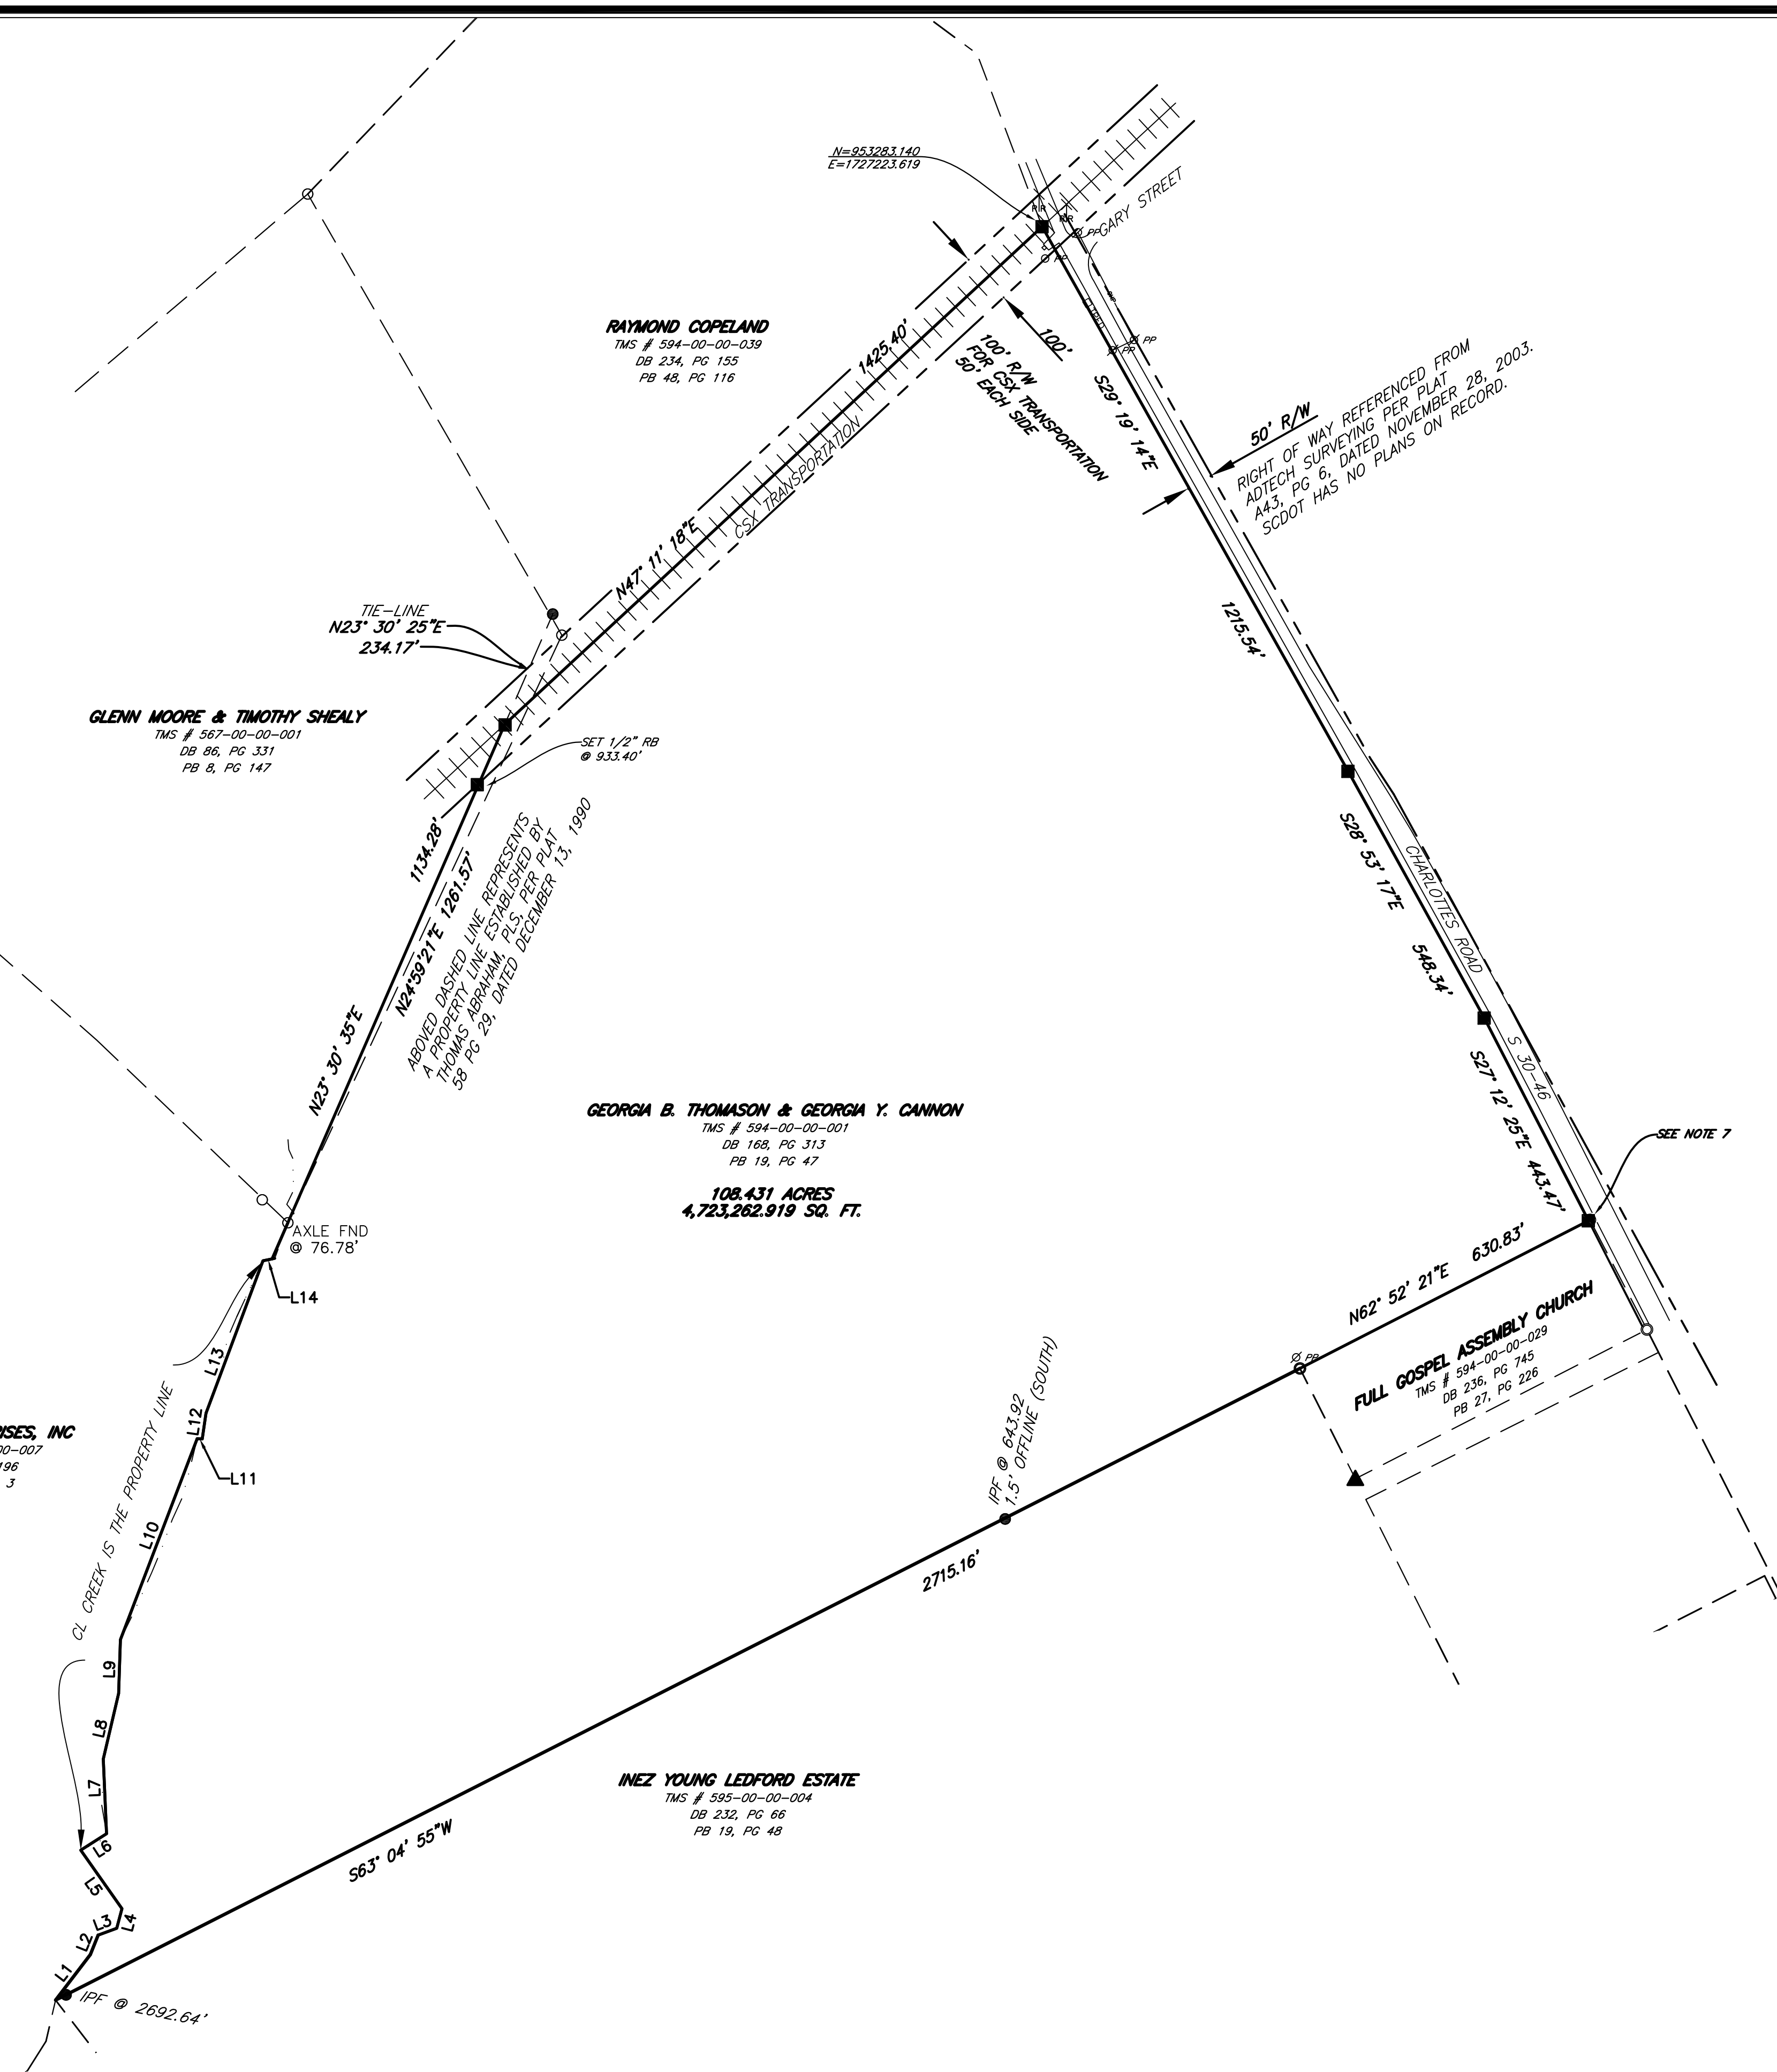 N=953283.140
E=1727223.619
GARY STREET
R/R
R/R
PP
PP
PP
PP
RAYMOND COPELAND
TMS # 594-00-00-039
DB 234, PG 155
PB 48, PG 116
1425.40'
100'
100' R/W
FOR CSX TRANSPORTATION
50' EACH SIDE
S29° 19' 14"E
50' R/W
RIGHT OF WAY REFERENCED FROM
ADTECH SURVEYING PER PLAT
A43, PG 6, DATED NOVEMBER 28, 2003.
SCDOT HAS NO PLANS ON RECORD.
CSX TRANSPORTATION
N47° 11' 18"E
TIE-LINE
N23° 30' 25"E
234.17'
1215.54'
GLENN MOORE & TIMOTHY SHEALY
TMS # 567-00-00-001
DB 86, PG 331
PB 8, PG 147
SET 1/2" RB
@ 933.40'
1134.28'
N24°59'21"E 1261.57'
ABOVED DASHED LINE REPRESENTS
A PROPERTY LINE ESTABLISHED BY
THOMAS ABRAHAM, PLS, PER PLAT
58 PG 29, DATED DECEMBER 13, 1990
S28° 53' 17"E
CHARLOTTES ROAD
548.34'
S 30-46
N23° 30' 35"E
S27° 12' 25"E 443.47'
SEE NOTE 7
GEORGIA B. THOMASON & GEORGIA Y. CANNON
TMS # 594-00-00-001
DB 168, PG 313
PB 19, PG 47
108.431 ACRES
4,723,262.919 SQ. FT.
AXLE FND
@ 76.78'
L14
N62° 52' 21"E 630.83'
FULL GOSPEL ASSEMBLY CHURCH
TMS # 594-00-00-029
DB 236, PG 745
PB 27, PG 226
PP
IPF @ 643.92
1.5' OFFLINE (SOUTH)
L13
L12
L11
L10
CL CREEK IS THE PROPERTY LINE
RISES, INC
00-007
196
3
2715.16'
L9
L8
L7
L6
L5
L4
L3
L2
L1
INEZ YOUNG LEDFORD ESTATE
TMS # 595-00-00-004
DB 232, PG 66
PB 19, PG 48
S63° 04' 55"W
IPF @ 2692.64'